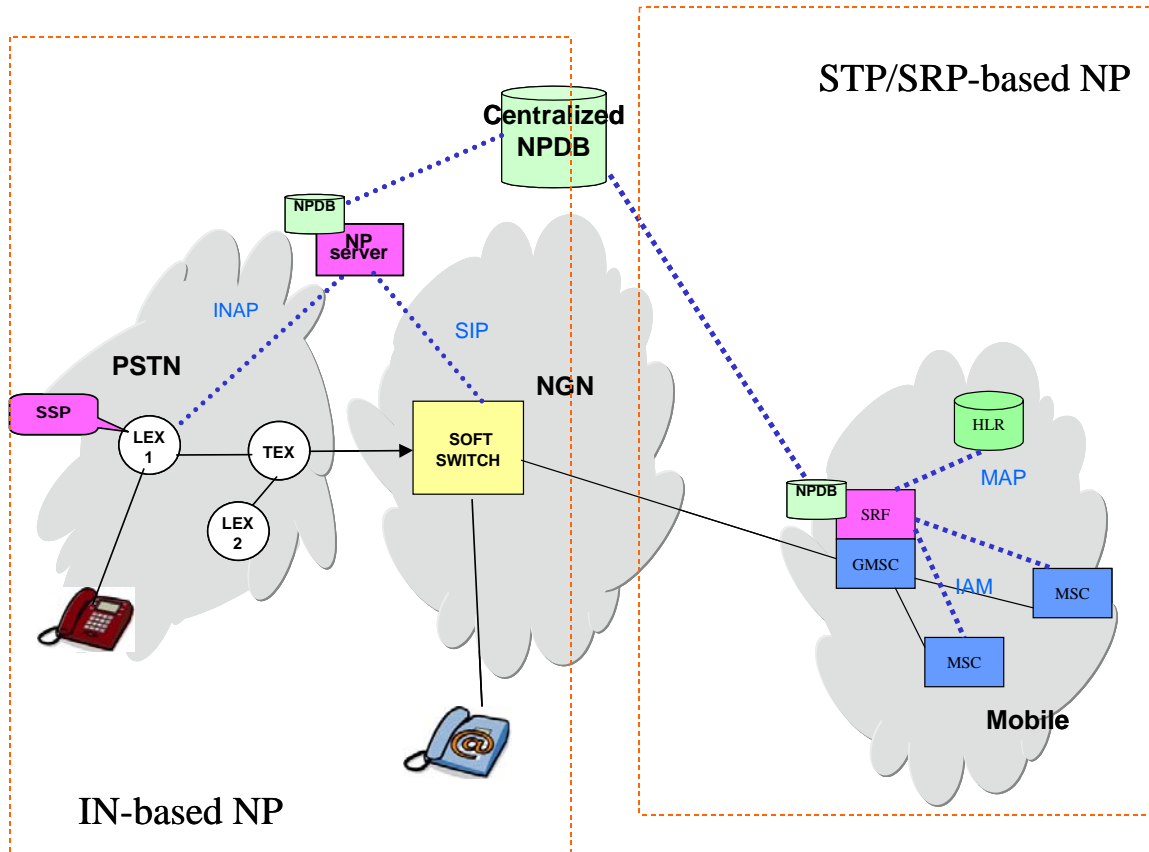 STP/SRP-based NP
Centralized
NPDB
NPDB
NP
server
INAP
SIP
PSTN
NGN
SSP
LEX
1
TEX
SOFT
SWITCH
LEX
2
HLR
MAP
NPDB
SRF
GMSC
IAM
MSC
MSC
Mobile
@
IN-based NP